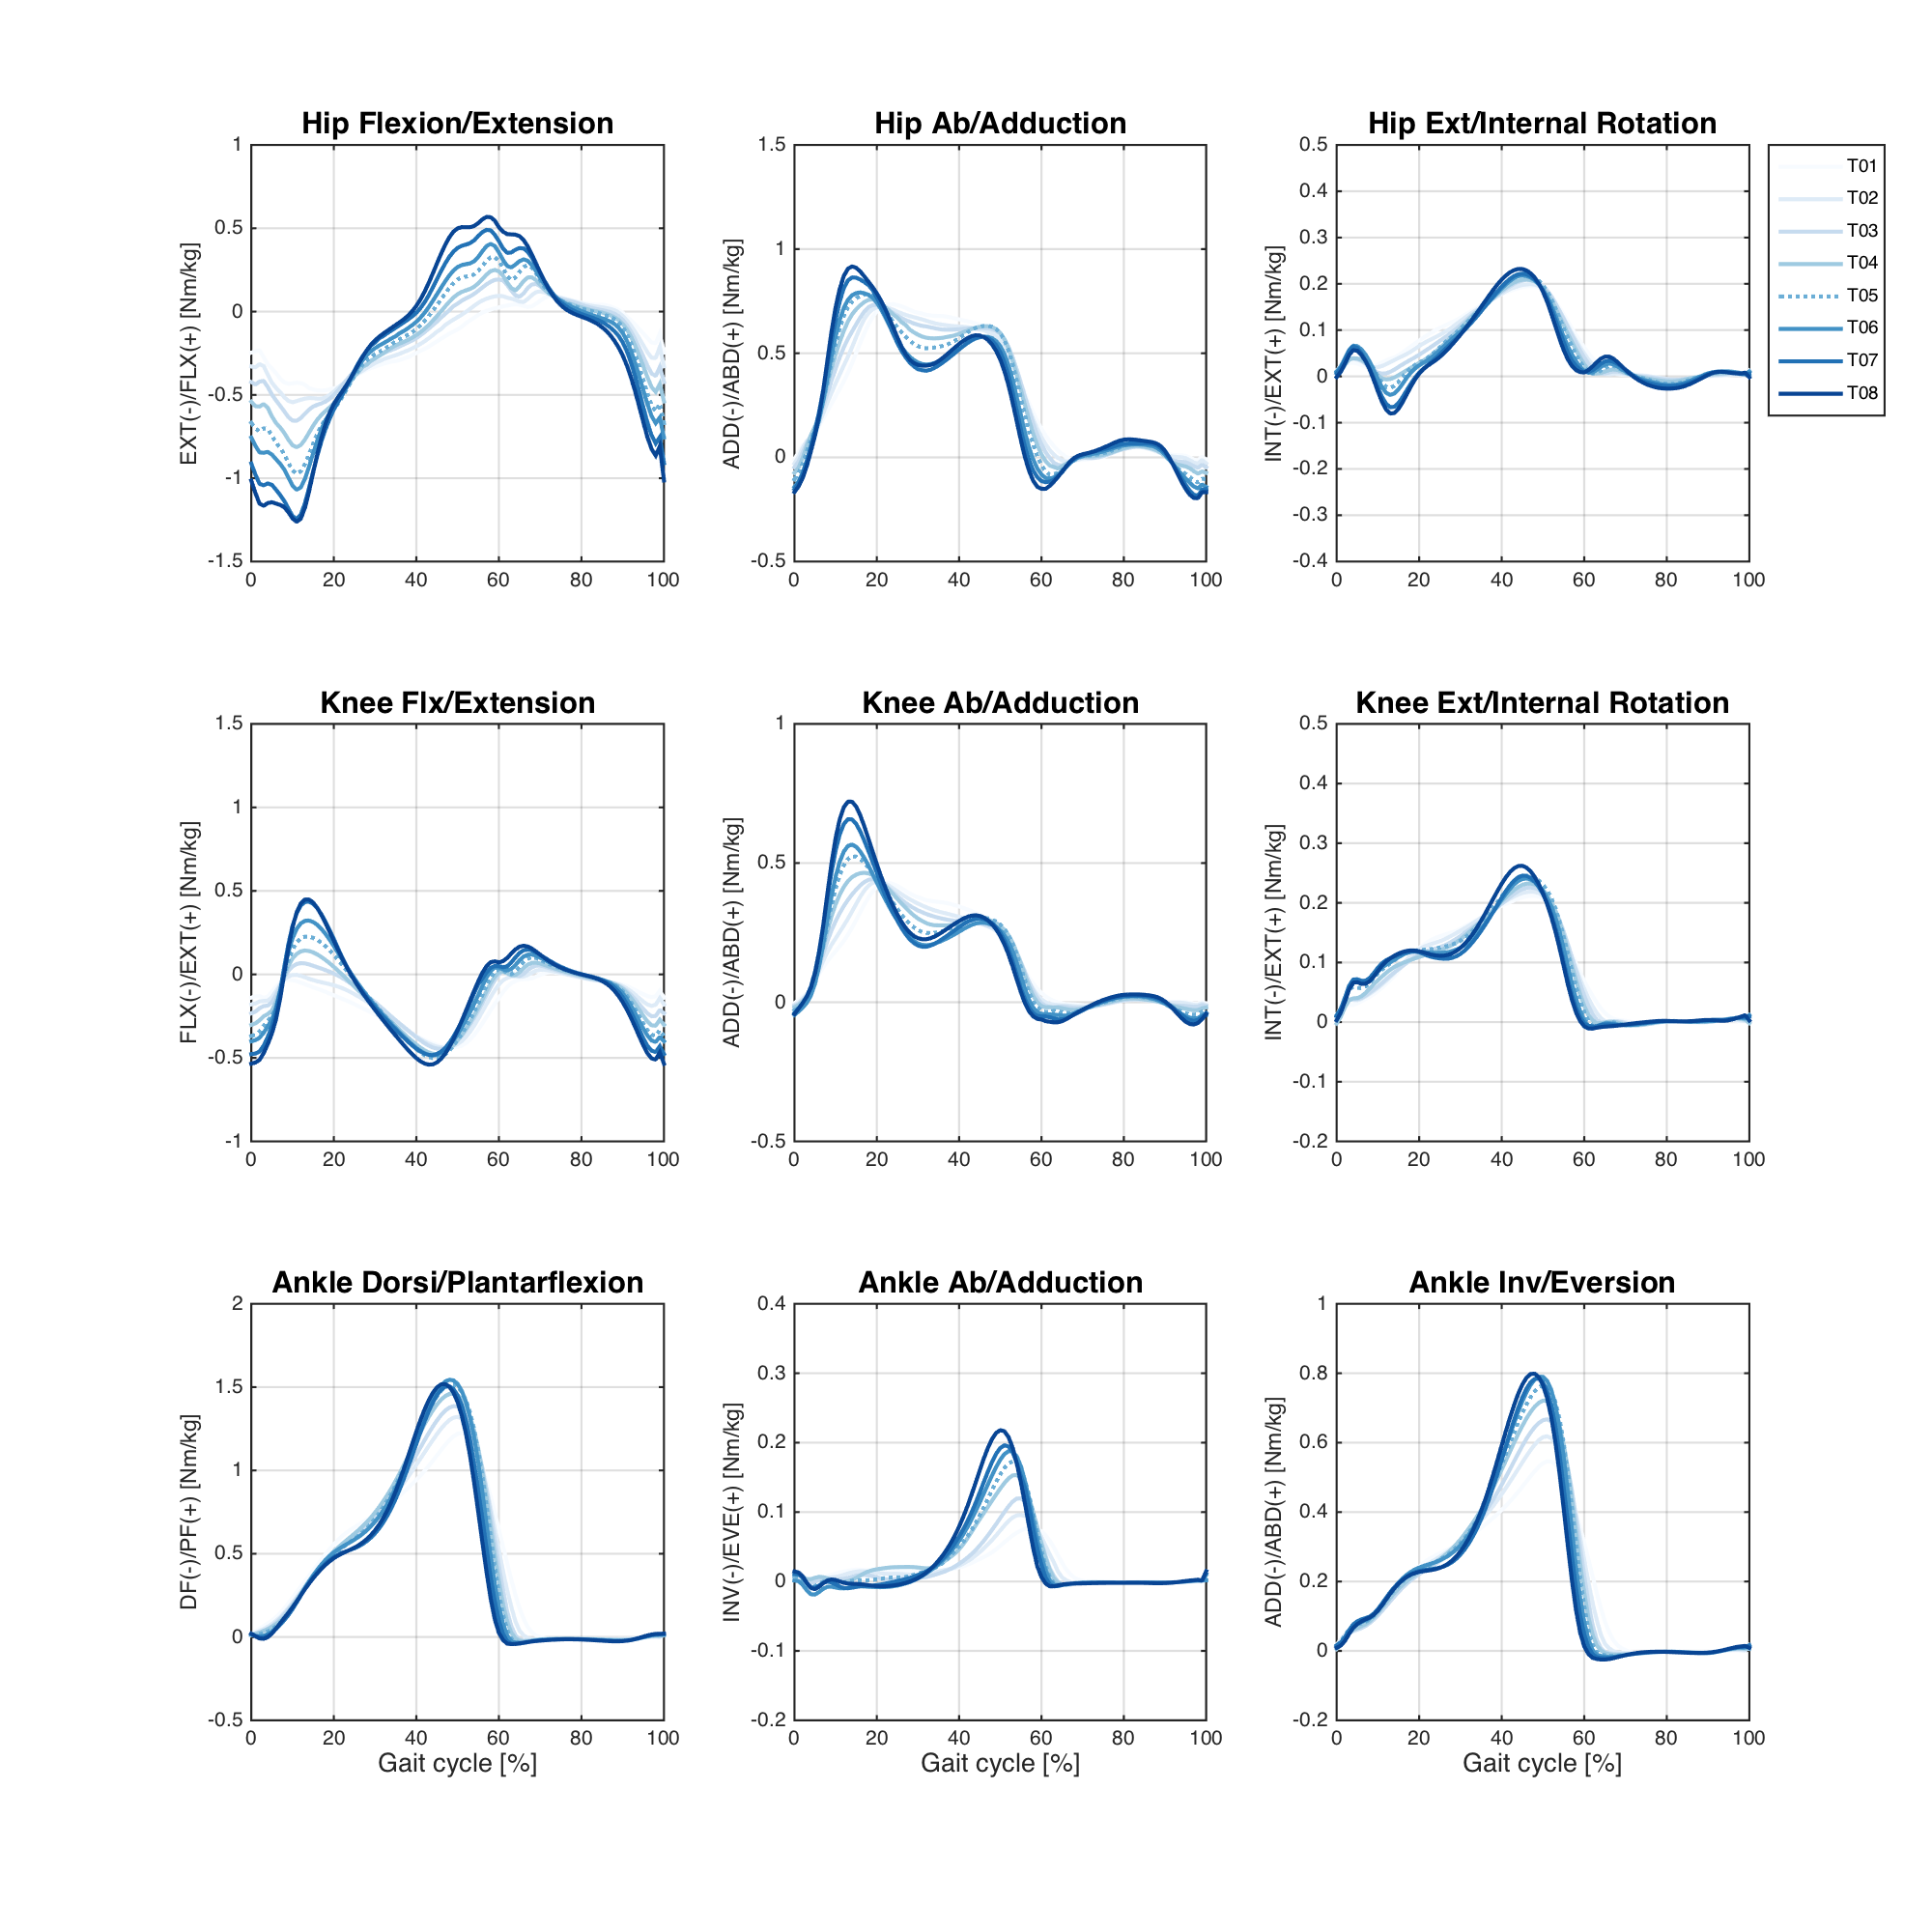 Hip Flexion/Extension
EXT(-)/FLX(+) [Nm/kg]
1
0.5
0
-0.5
-1
-1.5
0 20 40 60 80 100
Hip Ab/Adduction
ADD(-)/ABD(+) [Nm/kg]
1.5
1
0.5
0
-0.5
0 20 40 60 80 100
Hip Ext/Internal Rotation
INT(-)/EXT(+) [Nm/kg]
0.5
0.4
0.3
0.2
0.1
0
-0.1
-0.2
-0.3
-0.4
0 20 40 60 80 100
T01
T02
T03
T04
T05
T06
T07
T08
Knee Flx/Extension
FLX(-)/EXT(+) [Nm/kg]
1.5
1
0.5
0
-0.5
-1
0 20 40 60 80 100
Knee Ab/Adduction
ADD(-)/ABD(+) [Nm/kg]
1
0.5
0
-0.5
0 20 40 60 80 100
Knee Ext/Internal Rotation
INT(-)/EXT(+) [Nm/kg]
0.5
0.4
0.3
0.2
0.1
0
-0.1
-0.2
0 20 40 60 80 100
Ankle Dorsi/Plantarflexion
DF(-)/PF(+) [Nm/kg]
2
1.5
1
0.5
0
-0.5
0 20 40 60 80 100
Gait cycle [%]
Ankle Ab/Adduction
INV(-)/EVE(+) [Nm/kg]
0.4
0.3
0.2
0.1
0
-0.1
-0.2
0 20 40 60 80 100
Gait cycle [%]
Ankle Inv/Eversion
ADD(-)/ABD(+) [Nm/kg]
1
0.8
0.6
0.4
0.2
0
-0.2
0 20 40 60 80 100
Gait cycle [%]